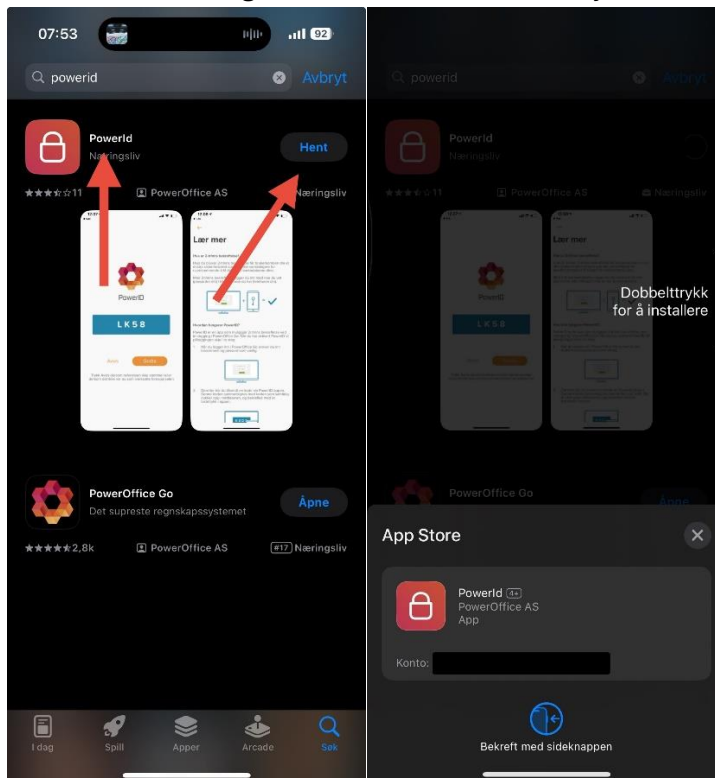 07:53
92
powerid
Avbryt
PowerId
Næringsliv
Hent
11
PowerOffice AS
Næringsliv
Lær mer
PowerID
LK58
PowerOffice Go
Det supreste regnskapssystemet
Åpne
2,8k
PowerOffice AS
#17 Næringsliv
I dag
Spill
Apper
Arcade
Søk
powerid
Avbryt
PowerId
Næringsliv
11
PowerOffice AS
Næringsliv
Lær mer
PowerID
LK58
Dobbelttrykk
for å installere
PowerOffice Go
Åpne
App Store
PowerId 4+
PowerOffice AS
App
Konto:
Bekreft med sideknappen